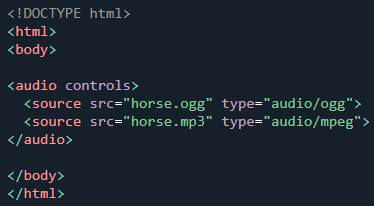 <!DOCTYPE html>
<html>
<body>
<audio controls>
<source src="horse.ogg" type="audio/ogg">
<source src="horse.mp3" type="audio/mpeg">
</audio>
</body>
</html>